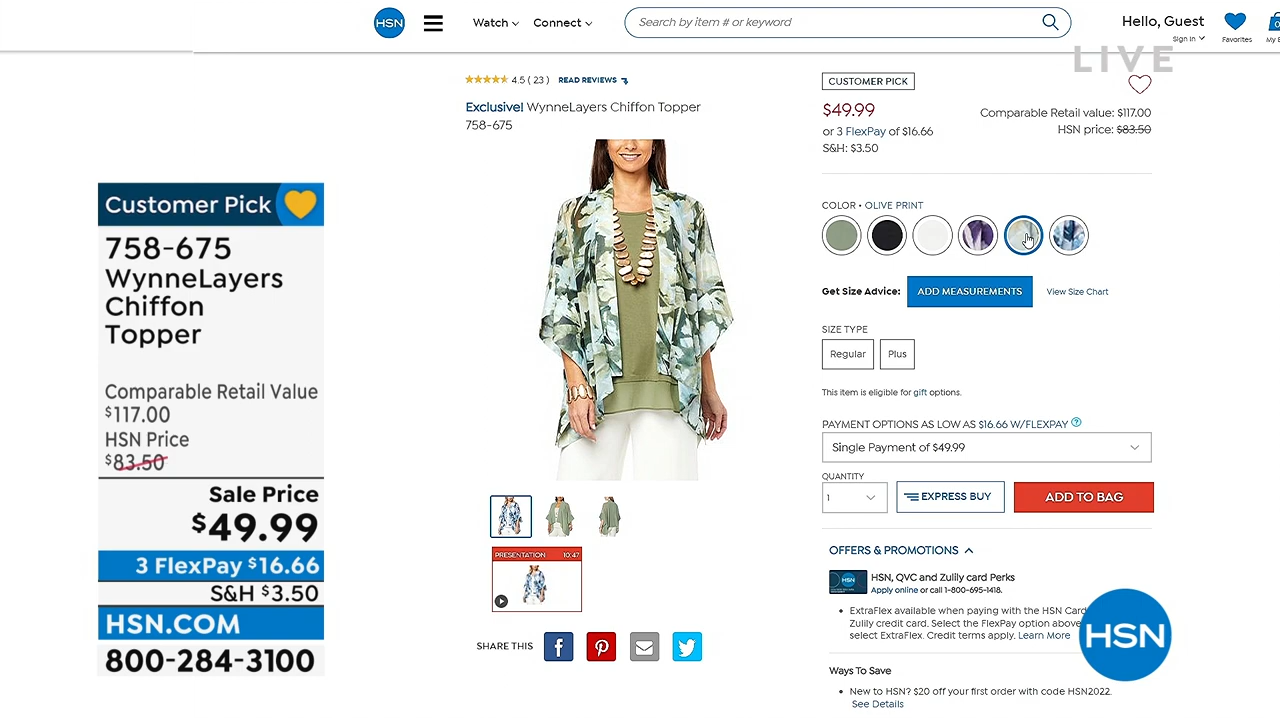 HSN
Watch
Connect
Search by item # or keyword
Hello, Guest
Sign In
Favorites
LIVE
4.5 ( 23 ) READ REVIEWS
Exclusive! WynneLayers Chiffon Topper
758-675
CUSTOMER PICK
$49.99
or 3 FlexPay of $16.66
S&H: $3.50
Comparable Retail value: $117.00
HSN price: $83.50
COLOR • OLIVE PRINT
Get Size Advice: ADD MEASUREMENTS View Size Chart
SIZE TYPE
Regular Plus
This item is eligible for gift options.
PAYMENT OPTIONS AS LOW AS $16.66 W/FLEXPAY ?
Single Payment of $49.99
QUANTITY
1
EXPRESS BUY
ADD TO BAG
OFFERS & PROMOTIONS
HSN
HSN, QVC and Zulily card Perks
Apply online or call 1-800-695-1418.
• ExtraFlex available when paying with the HSN Card
Zulily credit card. Select the FlexPay option above
select ExtraFlex. Credit terms apply. Learn More
Ways To Save
• New to HSN? $20 off your first order with code HSN2022.
See Details
PRESENTATION 10:47
SHARE THIS
Customer Pick
758-675
WynneLayers
Chiffon
Topper
Comparable Retail Value
$117.00
HSN Price
$83.50
Sale Price
$49.99
3 FlexPay $16.66
S&H $3.50
HSN.COM
800-284-3100
HSN